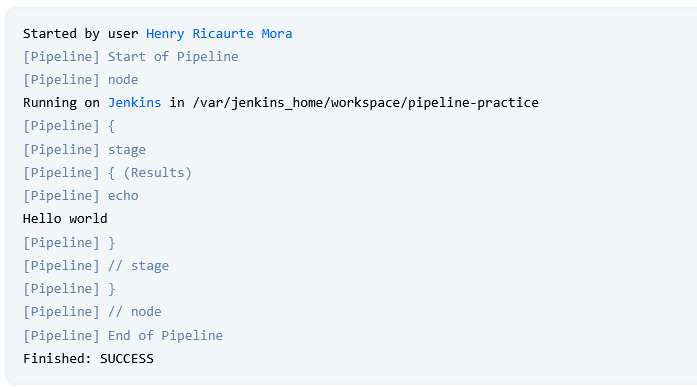 Started by user Henry Ricaurte Mora
[Pipeline] Start of Pipeline
[Pipeline] node
Running on Jenkins in /var/jenkins_home/workspace/pipeline-practice
[Pipeline] {
[Pipeline] stage
[Pipeline] { (Results)
[Pipeline] echo
Hello world
[Pipeline] }
[Pipeline] // stage
[Pipeline] }
[Pipeline] // node
[Pipeline] End of Pipeline
Finished: SUCCESS